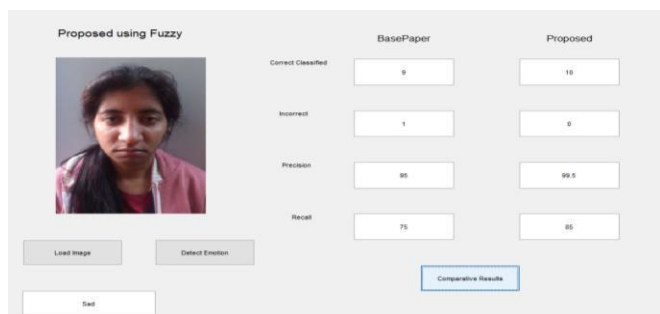 Proposed using Fuzzy
BasePaper Proposed
Correct Classified 9 10
Incorrect 1 0
Precision 95 99.5
Recall 75 85
Load Image Detect Emotion
Comparative Results
Sad